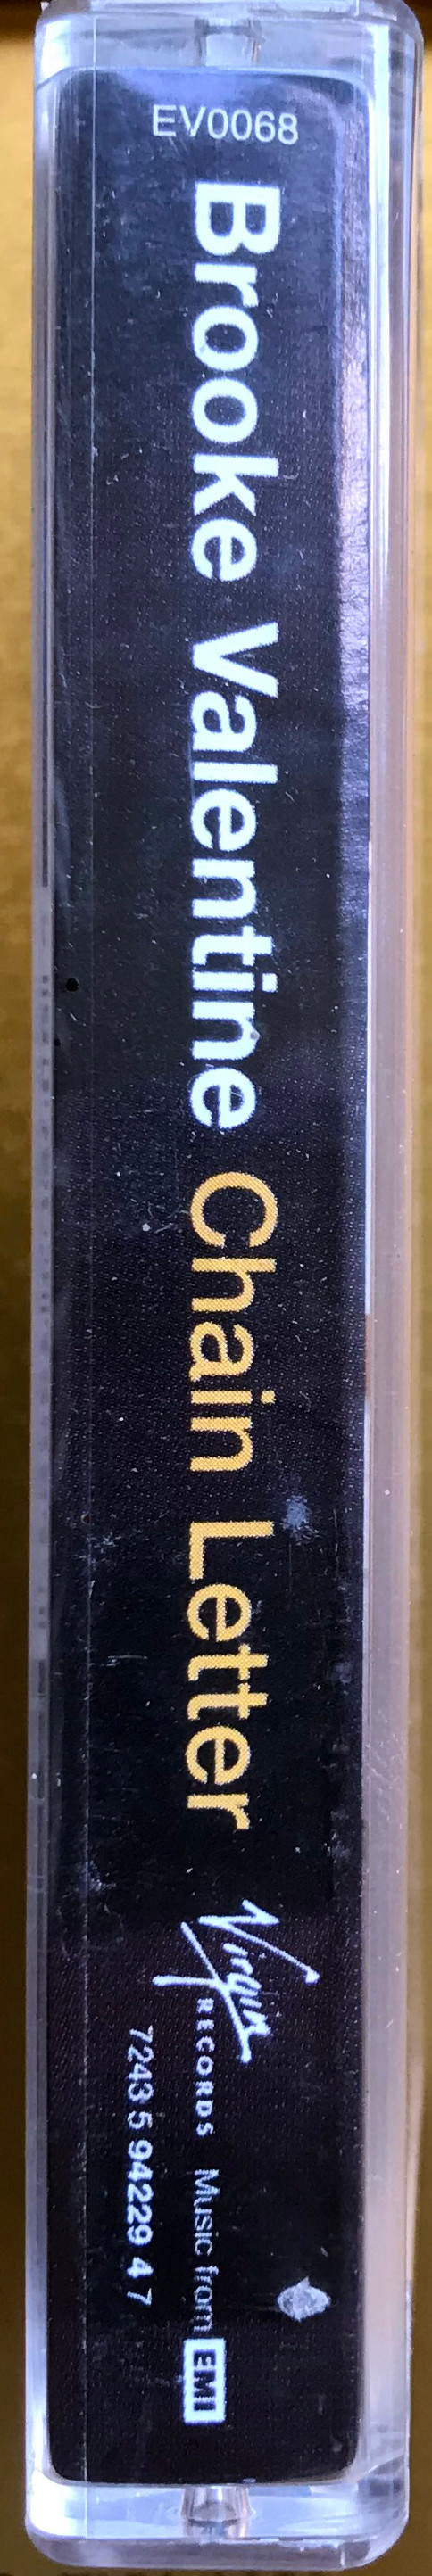 EV0068
Brooke Valentine Chain Letter
Virgin
RECORDS Music from EMI
7243 5 94229 4 7